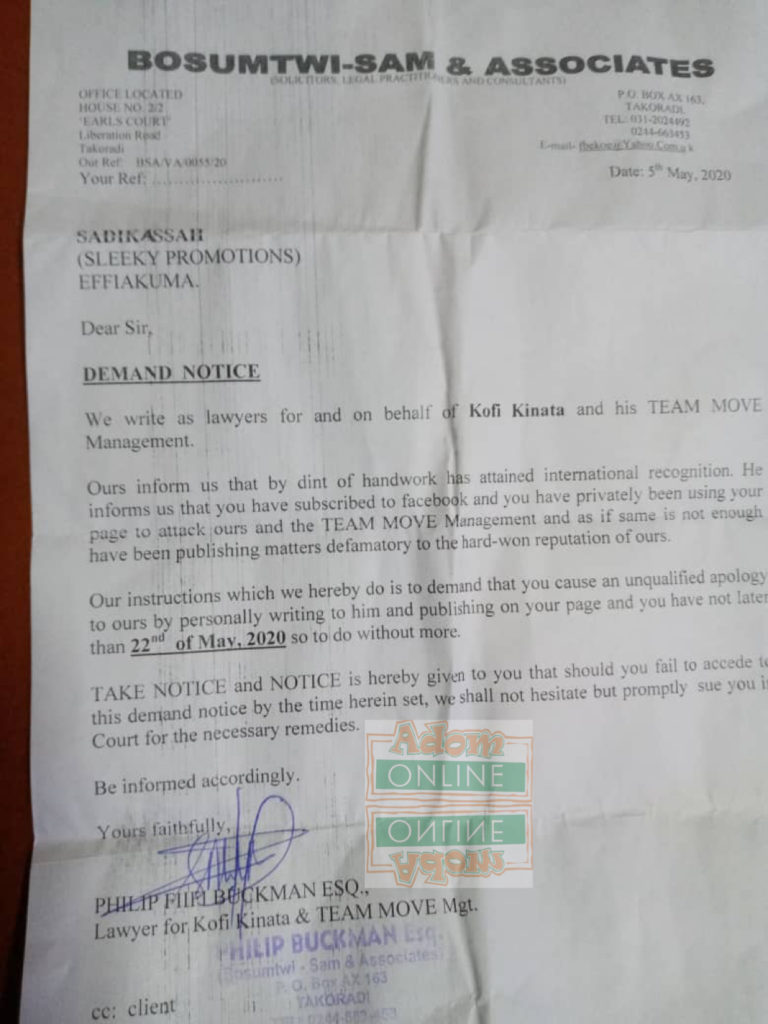 BOSUMTWI-SAM & ASSOCIATES
(SOLICITORS, LEGAL PRACTITIONERS AND CONSULTANTS)
OFFICE LOCATED
HOUSE NO. 2/2
'EARLS COURT'
Liberation Road
Takoradi
Our Ref: BSA/VA/0055/20
Your Ref: ........................
P.O. BOX AX 163,
TAKORADI.
TEL: 031-2024492
0244-663453
E-mail-
Date: 5th May, 2020
SADIKASSAH
(SLEEKY PROMOTIONS)
EFFIAKUMA.
Dear Sir,
DEMAND NOTICE
We write as lawyers for and on behalf of Kofi Kinata and his TEAM MOVE
Management.
Ours inform us that by dint of handwork has attained international recognition. He
informs us that you have subscribed to facebook and you have privately been using your
page to attack ours and the TEAM MOVE Management and as if same is not enough
have been publishing matters defamatory to the hard-won reputation of ours.
Our instructions which we hereby do is to demand that you cause an unqualified apology
to ours by personally writing to him and publishing on your page and you have not later
than 22nd of May, 2020 so to do without more.
TAKE NOTICE and NOTICE is hereby given to you that should you fail to accede to
this demand notice by the time herein set, we shall not hesitate but promptly sue you i
Court for the necessary remedies.
Adom
ONLINE
ONLINE
Adom
Be informed accordingly.
Yours faithfully,
PHILIP FIIFI BUCKMAN ESQ.,
Lawyer for Kofi Kinata & TEAM MOVE Mgt.
PHILIP BUCKMAN Esq.
(Bosumtwi - Sam & Associates)
P. O. Box AX 163
TAKORADI
cc: client